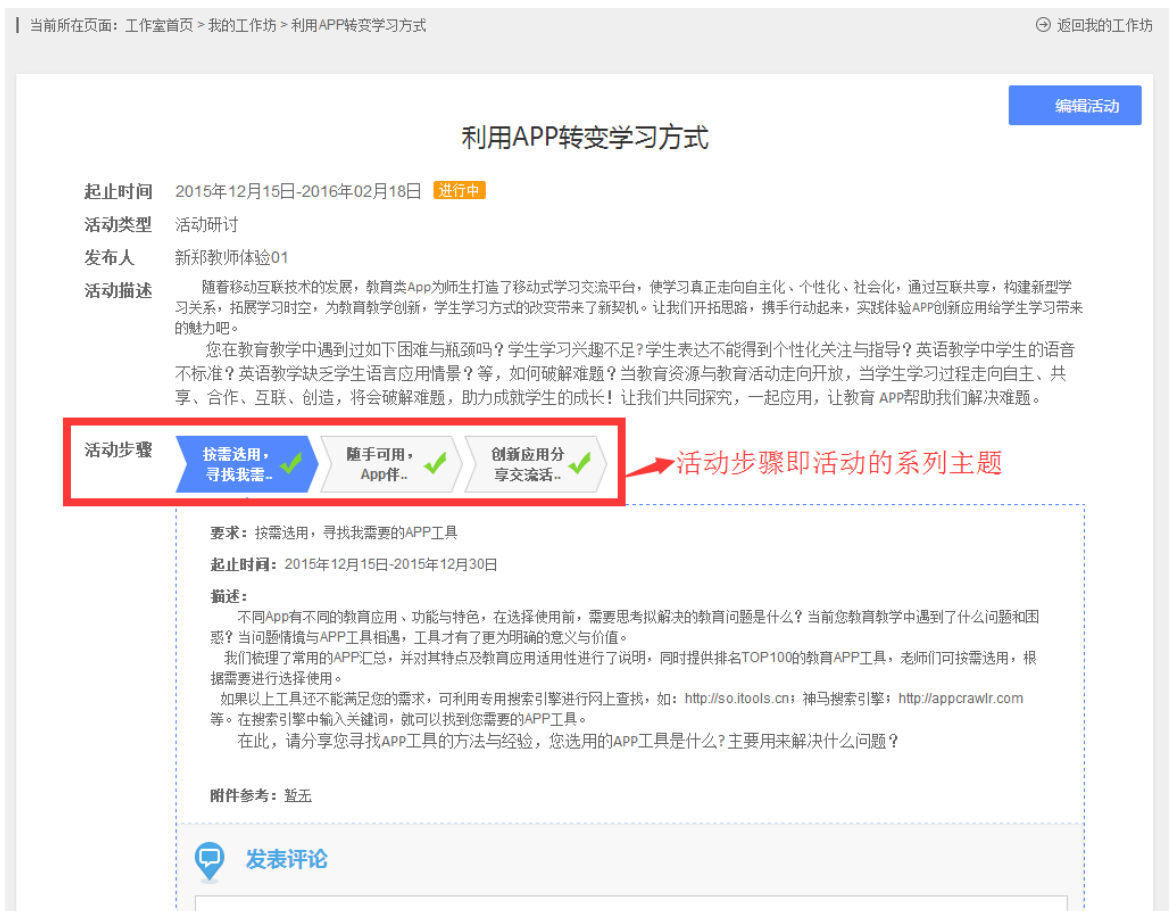 当前所在页面：工作室首页 > 我的工作坊 > 利用APP转变学习方式
返回我的工作坊
编辑活动
利用APP转变学习方式
起止时间 2015年12月15日-2016年02月18日 进行中
活动类型 活动研讨
发布人 新郑教师体验01
活动描述 随着移动互联技术的发展，教育类App为师生打造了移动式学习交流平台，使学习真正走向自主化、个性化、社会化，通过互联共享，构建新型学
习关系，拓展学习时空，为教育教学创新，学生学习方式的改变带来了新契机。让我们开拓思路，携手行动起来，实践体验APP创新应用给学生学习带来
的魅力吧。
您在教育教学中遇到过如下困难与瓶颈吗？学生学习兴趣不足？学生表达不能得到个性化关注与指导？英语教学中学生的语音
不标准？英语教学缺乏学生语言应用情景？等，如何破解难题？当教育资源与教育活动走向开放，当学生学习过程走向自主、共
享、合作、互联、创造，将会破解难题，助力成就学生的成长！让我们共同探究，一起应用，让教育 APP帮助我们解决难题。
活动步骤
按需选用，
寻找我需..
随手可用，
App伴..
创新应用分
享交流活..
活动步骤即活动的系列主题
要求：按需选用，寻找我需要的APP工具
起止时间：2015年12月15日-2015年12月30日
描述：
不同App有不同的教育应用、功能与特色，在选择使用前，需要思考拟解决的教育问题是什么？当前您教育教学中遇到了什么问题和困
惑？当问题情境与APP工具相遇，工具才有了更为明确的意义与价值。
我们梳理了常用的APP汇总，并对其特点及教育应用适用性进行了说明，同时提供排名TOP100的教育APP工具，老师们可按需选用，根
据需要进行选择使用。
如果以上工具还不能满足您的需求，可利用专用搜索引擎进行网上查找，如：http://so.itools.cn；神马搜索引擎；http://appcrawlr.com
等。在搜索引擎中输入关键词，就可以找到您需要的APP工具。
在此，请分享您寻找APP工具的方法与经验，您选用的APP工具是什么？主要用来解决什么问题？
附件参考：暂无
发表评论